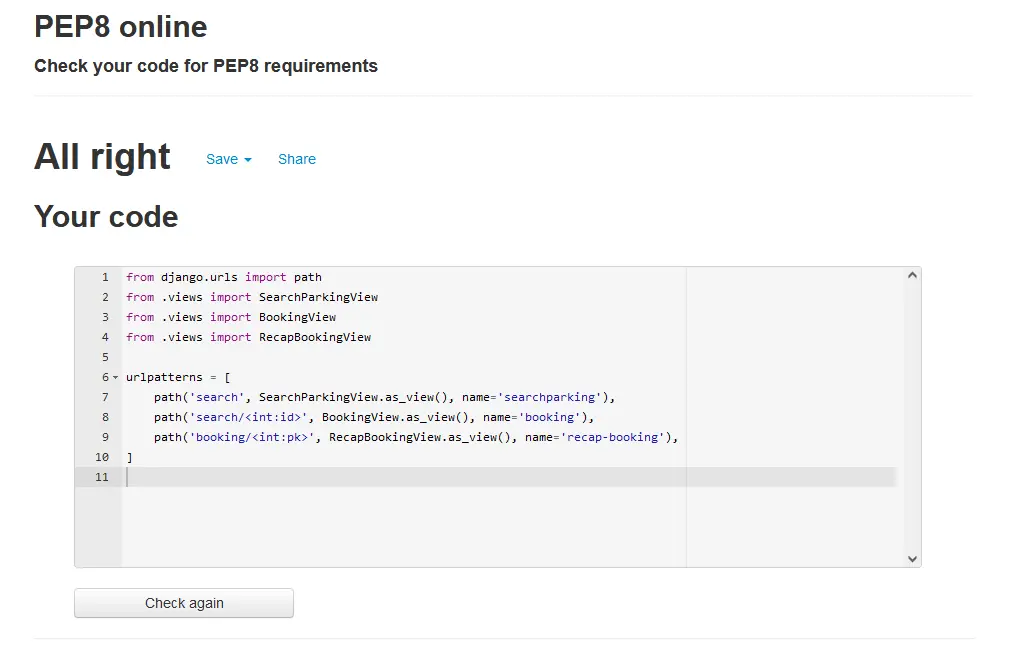 PEP8 online
Check your code for PEP8 requirements
All right Save Share
Your code
1 from django.urls import path
2 from .views import SearchParkingView
3 from .views import BookingView
4 from .views import RecapBookingView
5
6 urlpatterns = [
7     path('search', SearchParkingView.as_view(), name='searchparking'),
8     path('search/<int:id>', BookingView.as_view(), name='booking'),
9     path('booking/<int:pk>', RecapBookingView.as_view(), name='recap-booking'),
10 ]
11
Check again